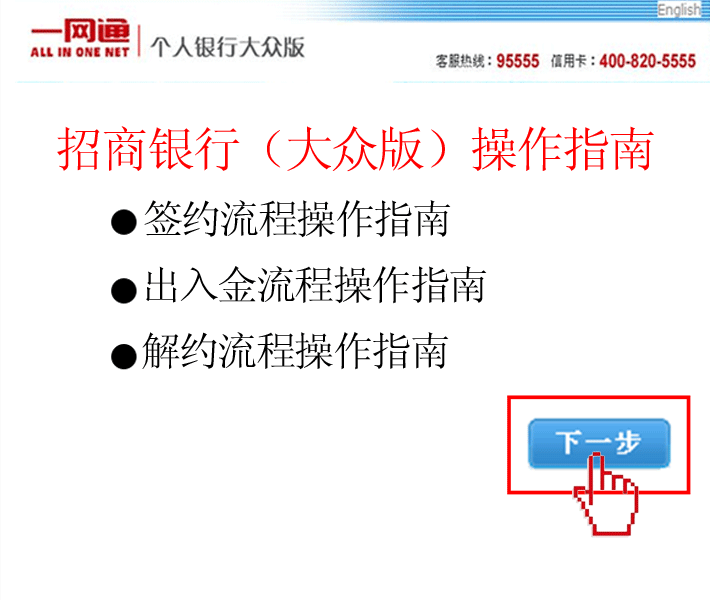 English
一网通
ALL IN ONE NET
个人银行大众版
客服热线：95555 信用卡：400-820-5555
招商银行（大众版）操作指南
●签约流程操作指南
●出入金流程操作指南
●解约流程操作指南
下一步